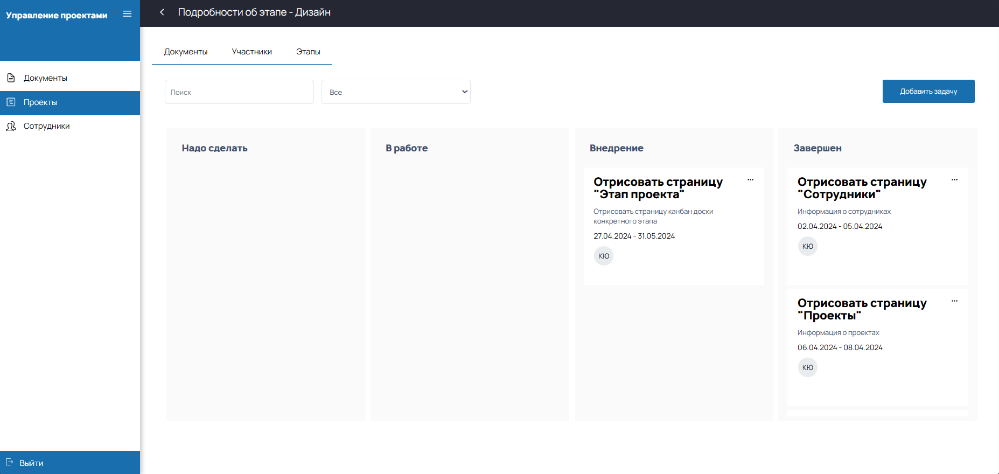 Управление проектами
Подробности об этапе - Дизайн
Документы
Проекты
Сотрудники
Выйти
Документы Участники Этапы
Поиск
Все
Добавить задачу
Надо сделать
В работе
Внедрение
Отрисовать страницу
"Этап проекта"
Отрисовать страницу канбан доски
конкретного этапа
27.04.2024 - 31.05.2024
КЮ
Завершен
Отрисовать страницу
"Сотрудники"
Информация о сотрудниках
02.04.2024 - 05.04.2024
КЮ
Отрисовать страницу
"Проекты"
Информация о проектах
06.04.2024 - 08.04.2024
КЮ